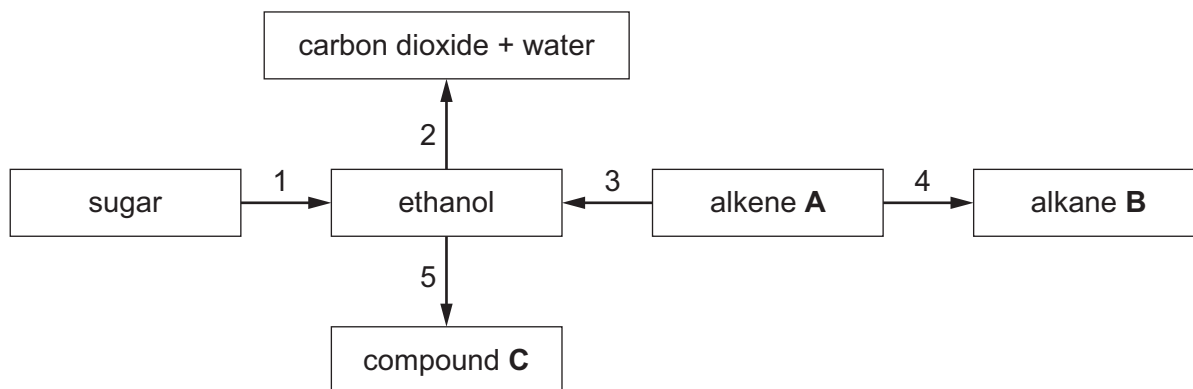 carbon dioxide + water
2
sugar
1
ethanol
3
alkene A
4
alkane B
5
compound C